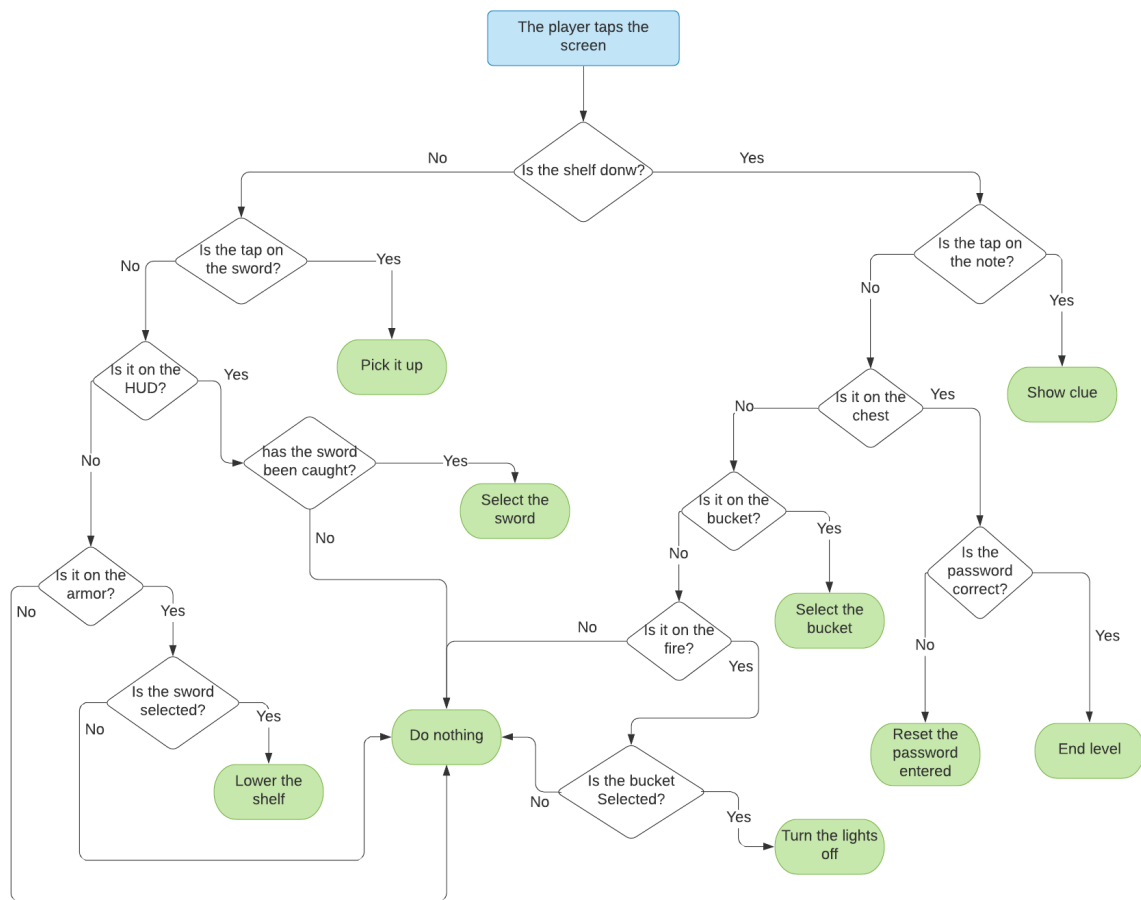 The player taps the
screen
No
Is the shelf donw?
Yes
Is the tap on
the sword?
No
Yes
Is the tap on
the note?
No
Yes
Is it on the
HUD?
Yes
Pick it up
No
Is it on the
chest
Yes
Show clue
No
has the sword
been caught?
Yes
Select the
sword
No
Is it on the
bucket?
Yes
No
Is it on the
armor?
No
Yes
Is the
password
correct?
No
Yes
Select the
bucket
No
Is it on the
fire?
Yes
Is the sword
selected?
No
Yes
Do nothing
Reset the
password
entered
End level
Lower the
shelf
Is the bucket
Selected?
No
Yes
Turn the lights
off